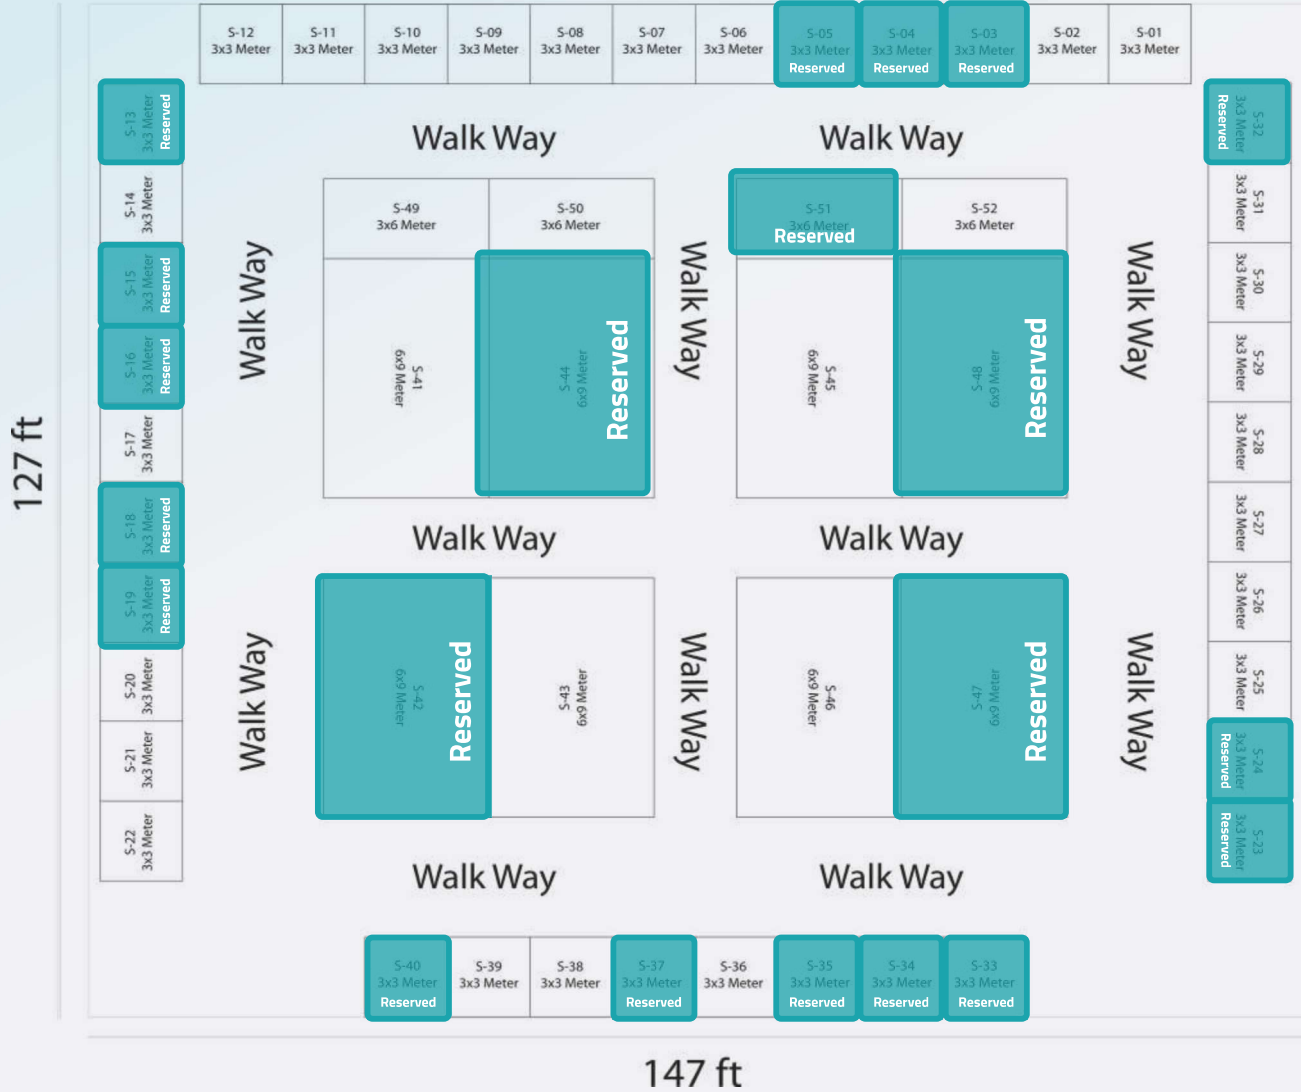 S-12
3x3 Meter
S-11
3x3 Meter
S-10
3x3 Meter
S-09
3x3 Meter
S-08
3x3 Meter
S-07
3x3 Meter
S-06
3x3 Meter
S-05
3x3 Meter
Reserved
S-04
3x3 Meter
Reserved
S-03
3x3 Meter
Reserved
S-02
3x3 Meter
S-01
3x3 Meter
S-13
3x3 Meter
Reserved
S-14
3x3 Meter
S-15
3x3 Meter
Reserved
S-16
3x3 Meter
Reserved
S-17
3x3 Meter
S-18
3x3 Meter
Reserved
S-19
3x3 Meter
Reserved
S-20
3x3 Meter
S-21
3x3 Meter
S-22
3x3 Meter
Walk Way
Walk Way
S-49
3x6 Meter
S-50
3x6 Meter
S-51
3x6 Meter
Reserved
S-52
3x6 Meter
Walk Way
S-41
6x9 Meter
S-44
6x9 Meter
Reserved
Walk Way
S-45
6x9 Meter
S-48
6x9 Meter
Reserved
Walk Way
Walk Way
Walk Way
Walk Way
S-42
6x9 Meter
Reserved
S-43
6x9 Meter
Walk Way
S-46
6x9 Meter
S-47
6x9 Meter
Reserved
Walk Way
Walk Way
Walk Way
S-32
3x3 Meter
Reserved
S-31
3x3 Meter
S-30
3x3 Meter
S-29
3x3 Meter
S-28
3x3 Meter
S-27
3x3 Meter
S-26
3x3 Meter
S-25
3x3 Meter
S-24
3x3 Meter
Reserved
S-23
3x3 Meter
Reserved
S-40
3x3 Meter
Reserved
S-39
3x3 Meter
S-38
3x3 Meter
S-37
3x3 Meter
Reserved
S-36
3x3 Meter
S-35
3x3 Meter
Reserved
S-34
3x3 Meter
Reserved
S-33
3x3 Meter
Reserved
127 ft
147 ft